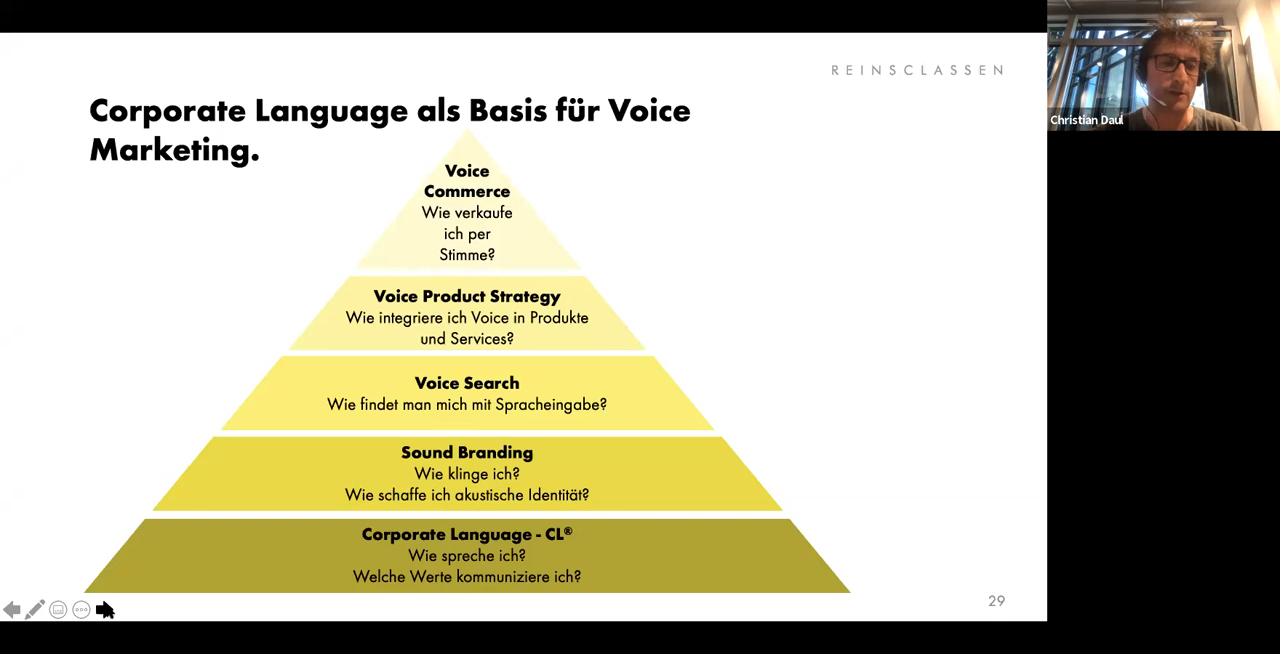 REINSCLASSEN
Corporate Language als Basis für Voice
Marketing.
Voice
Commerce
Wie verkaufe
ich per
Stimme?
Voice Product Strategy
Wie integriere ich Voice in Produkte
und Services?
Voice Search
Wie findet man mich mit Spracheingabe?
Sound Branding
Wie klinge ich?
Wie schaffe ich akustische Identität?
Corporate Language - CL®
Wie spreche ich?
Welche Werte kommuniziere ich?
29
Christian Daul